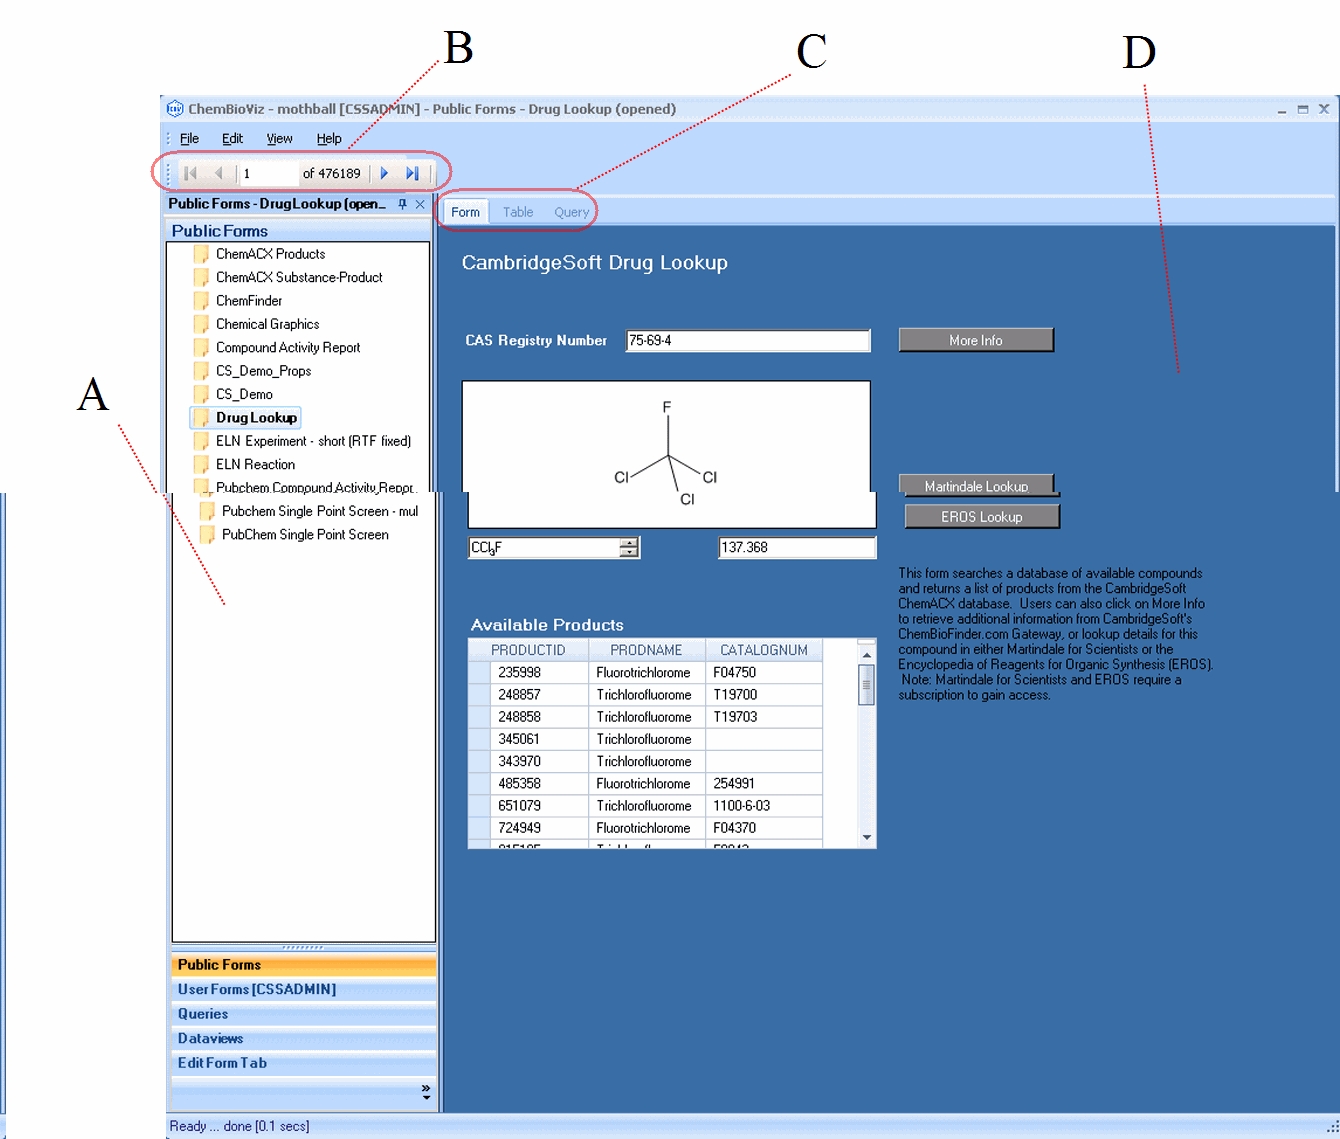 B
C
D
ChemBioViz - mothball [CSSADMIN] - Public Forms - Drug Lookup (opened)
File Edit View Help
1 of 476189
Public Forms - DrugLookup (open...
Form Table Query
Public Forms
ChemACX Products
ChemACX Substance-Product
ChemFinder
Chemical Graphics
Compound Activity Report
CS_Demo_Props
CS_Demo
Drug Lookup
ELN Experiment - short (RTF fixed)
ELN Reaction
Pubchem Compound Activity Repor..
Pubchem Single Point Screen - mul
PubChem Single Point Screen
A
CambridgeSoft Drug Lookup
CAS Registry Number 75-69-4 More Info
F
Cl Cl
Cl
Martindale Lookup
EROS Lookup
CCl3F 137.368
This form searches a database of available compounds
and returns a list of products from the CambridgeSoft
ChemACX database. Users can also click on More Info
to retrieve additional information from CambridgeSoft's
ChemBioFinder.com Gateway, or lookup details for this
compound in either Martindale for Scientists or the
Encyclopedia of Reagents for Organic Synthesis (EROS).
Note: Martindale for Scientists and EROS require a
subscription to gain access.
Available Products
PRODUCTID PRODNAME CATALOGNUM
235998 Fluorotrichlorome F04750
248857 Trichlorofluorome T19700
248858 Trichlorofluorome T19703
345061 Trichlorofluorome
343970 Trichlorofluorome
485358 Fluorotrichlorome 254991
651079 Trichlorofluorome 1100-6-03
724949 Fluorotrichlorome F04370
Public Forms
User Forms [CSSADMIN]
Queries
Dataviews
Edit Form Tab
Ready ... done [0.1 secs]